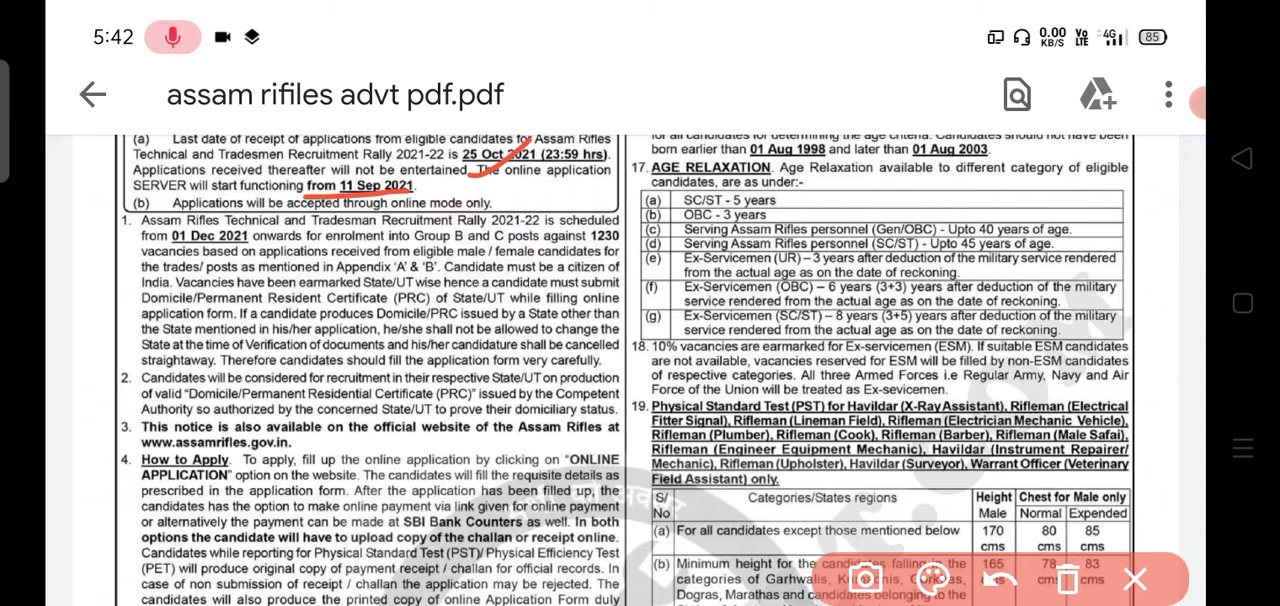 5:42
0.00 KB/S
Vo LTE
4G
85
assam rifiles advt pdf.pdf
(a) Last date of receipt of applications from eligible candidates for Assam Rifles
Technical and Tradesmen Recruitment Rally 2021-22 is 25 Oct 2021 (23:59 hrs).
Applications received thereafter will not be entertained. The online application
SERVER will start functioning from 11 Sep 2021.
(b) Applications will be accepted through online mode only.
1. Assam Rifles Technical and Tradesman Recruitment Rally 2021-22 is scheduled
from 01 Dec 2021 onwards for enrolment into Group B and C posts against 1230
vacancies based on applications received from eligible male / female candidates for
the trades/ posts as mentioned in Appendix ‘A’ & ‘B’. Candidate must be a citizen of
India. Vacancies have been earmarked State/UT wise hence a candidate must submit
Domicile/Permanent Resident Certificate (PRC) of State/UT while filling online
application form. If a candidate produces Domicile/PRC issued by a State other than
the State mentioned in his/her application, he/she shall not be allowed to change the
State at the time of Verification of documents and his/her candidature shall be cancelled
straightaway. Therefore candidates should fill the application form very carefully.
2. Candidates will be considered for recruitment in their respective State/UT on production
of valid “Domicile/Permanent Residential Certificate (PRC)” issued by the Competent
Authority so authorized by the concerned State/UT to prove their domiciliary status.
3. This notice is also available on the official website of the Assam Rifles at
www.assamrifles.gov.in.
4. How to Apply. To apply, fill up the online application by clicking on “ONLINE
APPLICATION” option on the website. The candidates will fill the requisite details as
prescribed in the application form. After the application has been filled up, the
candidates has the option to make online payment via link given for online payment
or alternatively the payment can be made at SBI Bank Counters as well. In both
options the candidate will have to upload copy of the challan or receipt online.
Candidates while reporting for Physical Standard Test (PST)/ Physical Efficiency Test
(PET) will produce original copy of payment receipt / challan for official records. In
case of non submission of receipt / challan the application may be rejected. The
candidates will also produce the printed copy of online Application Form duly
for all candidates for determining the age criteria. Candidates should not have been
born earlier than 01 Aug 1998 and later than 01 Aug 2003.
17. AGE RELAXATION. Age Relaxation available to different category of eligible
candidates, are as under:-
(a) SC/ST - 5 years
(b) OBC - 3 years
(c) Serving Assam Rifles personnel (Gen/OBC) - Upto 40 years of age.
(d) Serving Assam Rifles personnel (SC/ST) - Upto 45 years of age.
(e) Ex-Servicemen (UR) – 3 years after deduction of the military service rendered
from the actual age as on the date of reckoning.
(f) Ex-Servicemen (OBC) – 6 years (3+3) years after deduction of the military
service rendered from the actual age as on the date of reckoning.
(g) Ex-Servicemen (SC/ST) – 8 years (3+5) years after deduction of the military
service rendered from the actual age as on the date of reckoning.
18. 10% vacancies are earmarked for Ex-servicemen (ESM). If suitable ESM candidates
are not available, vacancies reserved for ESM will be filled by non-ESM candidates
of respective categories. All three Armed Forces i.e Regular Army, Navy and Air
Force of the Union will be treated as Ex-sevicemen.
19. Physical Standard Test (PST) for Havildar (X-Ray Assistant), Rifleman (Electrical
Fitter Signal), Rifleman (Lineman Field), Rifleman (Electrician Mechanic Vehicle),
Rifleman (Plumber), Rifleman (Cook), Rifleman (Barber), Rifleman (Male Safai),
Rifleman (Engineer Equipment Mechanic), Havildar (Instrument Repairer/
Mechanic), Rifleman (Upholster), Havildar (Surveyor), Warrant Officer (Veterinary
Field Assistant) only.
S/ No Categories/States regions Height Male Chest for Male only
Normal Expended
(a) For all candidates except those mentioned below 170 cms 80 cms 85 cms
(b) Minimum height for the candidates falling in the 165 78 83
categories of Garhwalis, Kumaonis, Gorkhas,
Dogras, Marathas and candidates belonging to the